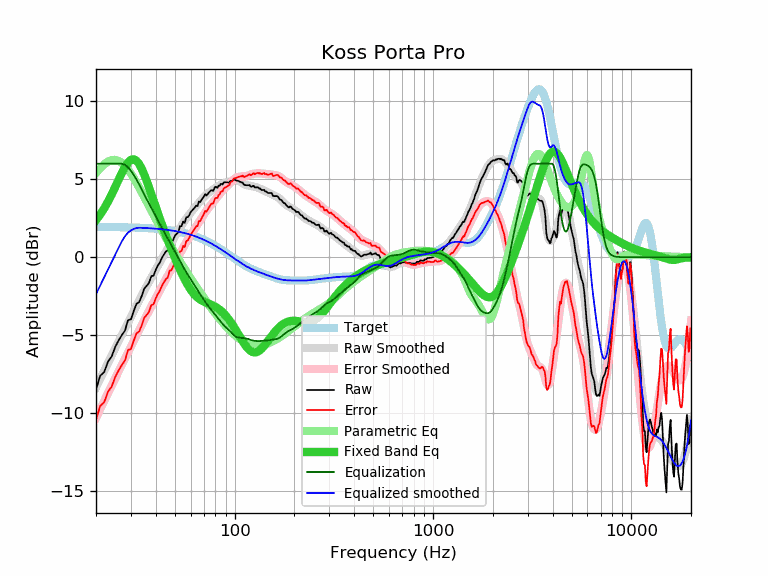 Koss Porta Pro
Amplitude (dBr)
10
5
0
−5
−10
−15
Target
Raw Smoothed
Error Smoothed
Raw
Error
Parametric Eq
Fixed Band Eq
Equalization
Equalized smoothed
100
1000
10000
Frequency (Hz)